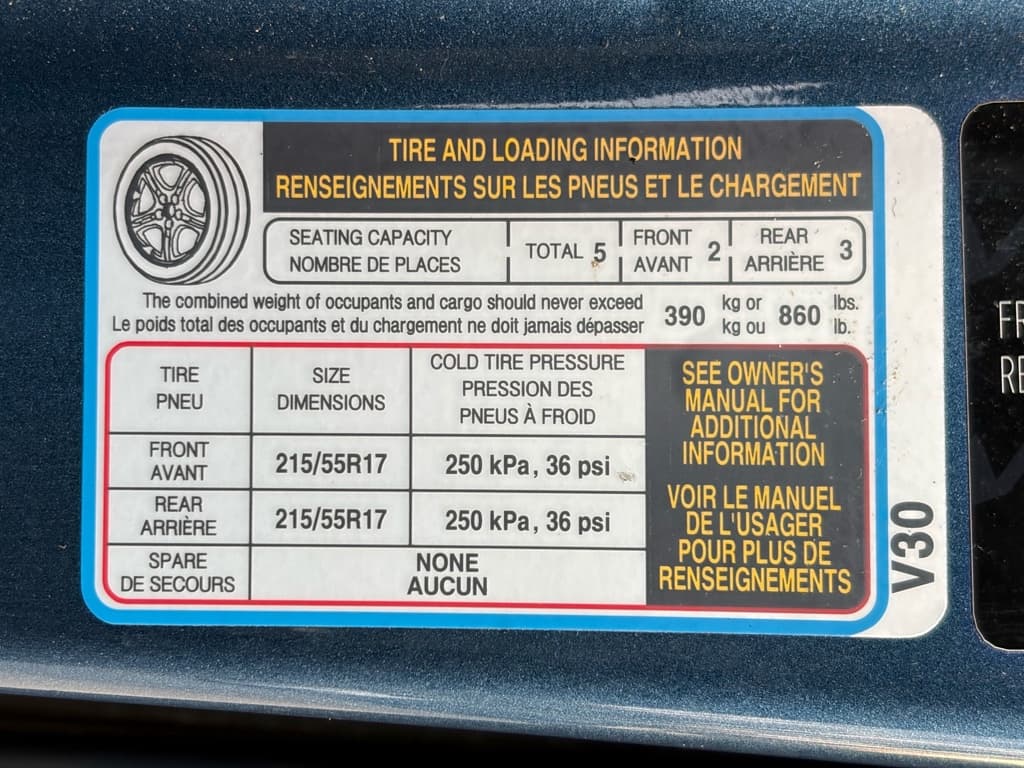 TIRE AND LOADING INFORMATION
RENSEIGNEMENTS SUR LES PNEUS ET LE CHARGEMENT
SEATING CAPACITY
NOMBRE DE PLACES
TOTAL 5
FRONT
AVANT
2
REAR
ARRIÈRE
3
The combined weight of occupants and cargo should never exceed
Le poids total des occupants et du chargement ne doit jamais dépasser
390
kg or
kg ou
860
lbs.
lb.
TIRE
PNEU
SIZE
DIMENSIONS
COLD TIRE PRESSURE
PRESSION DES
PNEUS À FROID
FRONT
AVANT
215/55R17
250 kPa, 36 psi
REAR
ARRIÈRE
215/55R17
250 kPa, 36 psi
SPARE
DE SECOURS
NONE
AUCUN
SEE OWNER'S
MANUAL FOR
ADDITIONAL
INFORMATION
VOIR LE MANUEL
DE L'USAGER
POUR PLUS DE
RENSEIGNEMENTS
V30